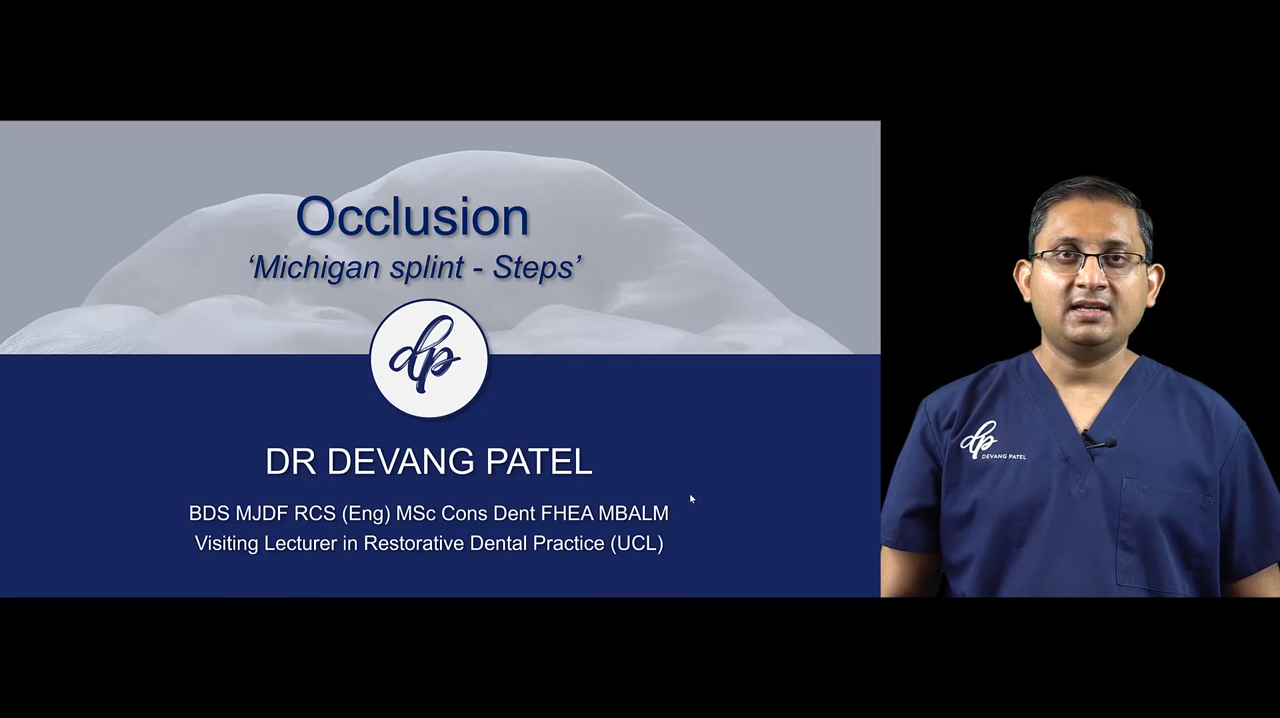 Occlusion
‘Michigan splint - Steps’
dp
DR DEVANG PATEL
BDS MJDF RCS (Eng) MSc Cons Dent FHEA MBALM
Visiting Lecturer in Restorative Dental Practice (UCL)
dp
DEVANG PATEL